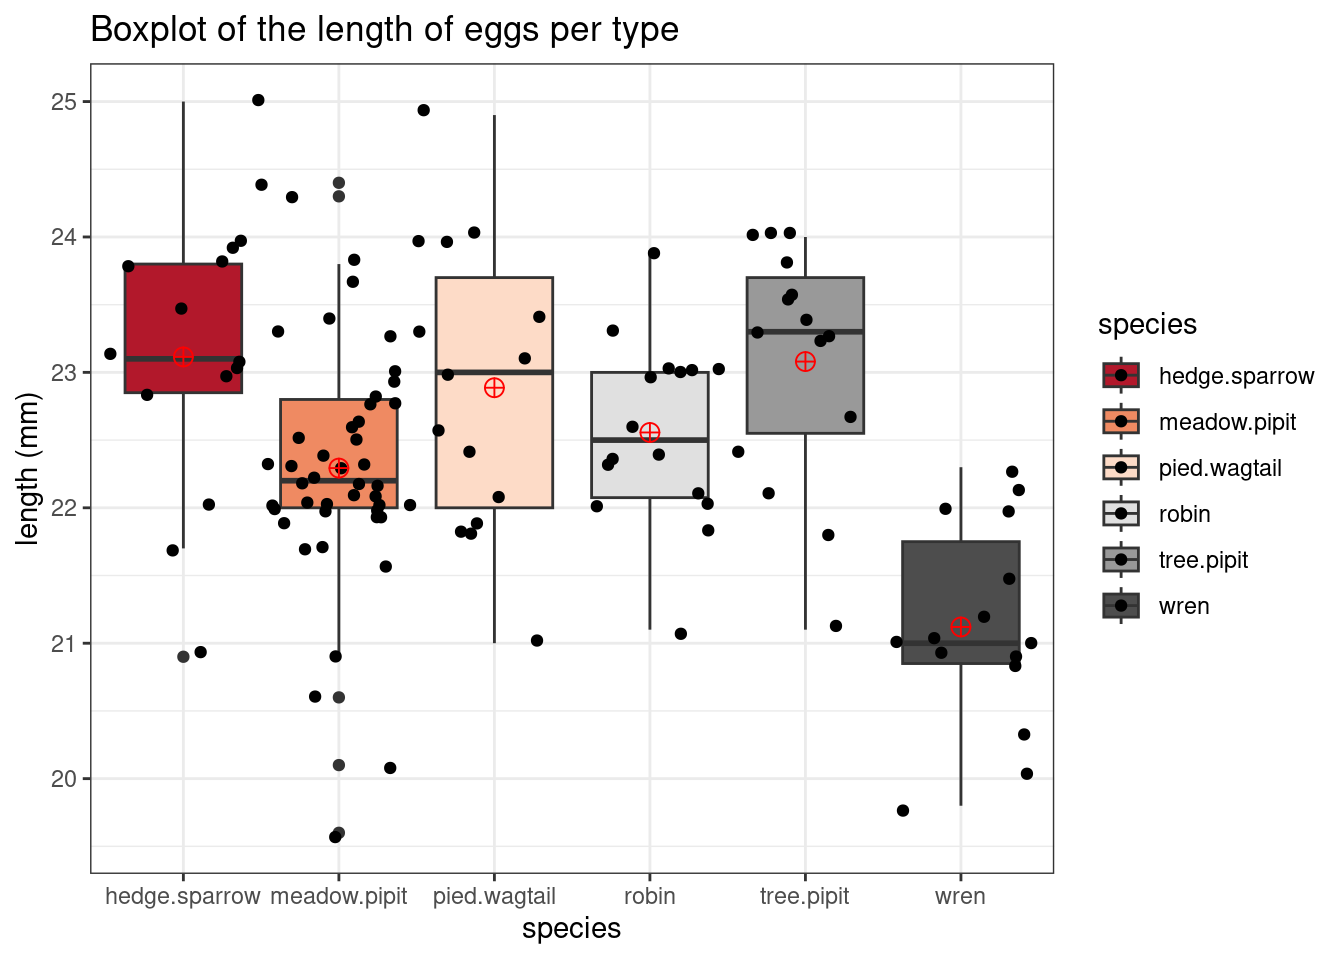 Boxplot of the length of eggs per type
25
24
23
22
21
20
length (mm)
hedge.sparrow meadow.pipit pied.wagtail robin tree.pipit wren
species
species
hedge.sparrow
meadow.pipit
pied.wagtail
robin
tree.pipit
wren